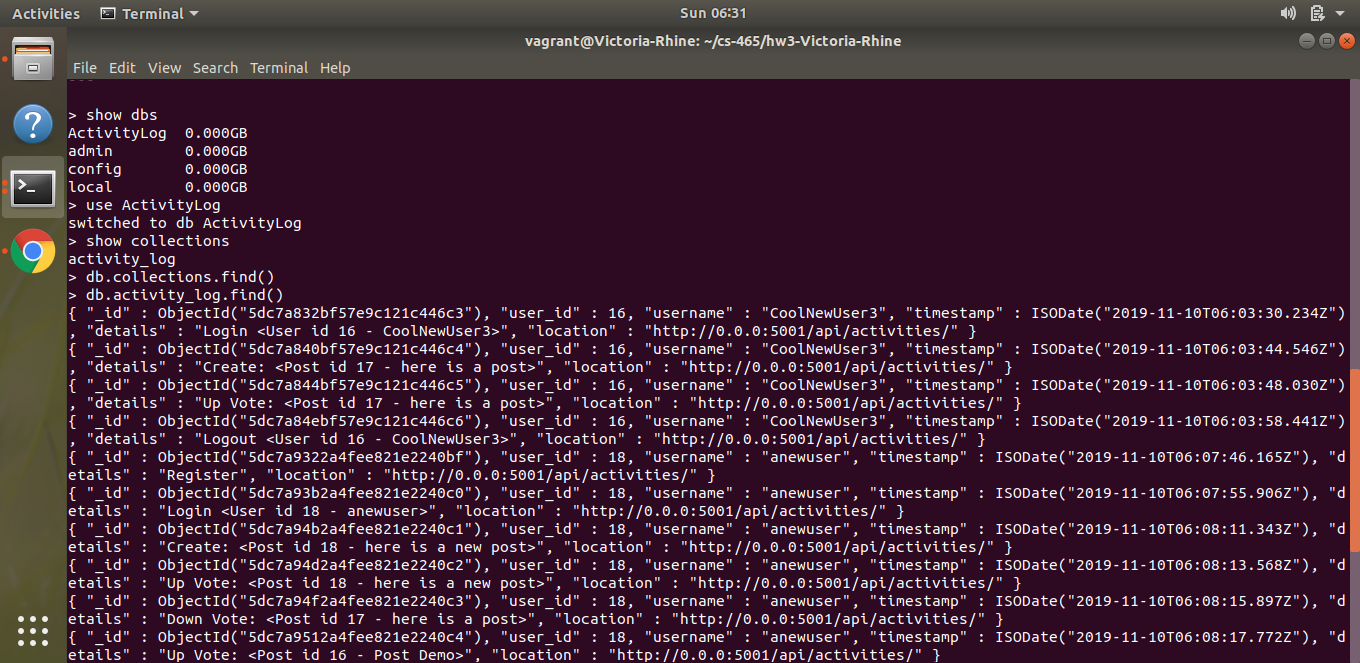 Activities Terminal Sun 06:31
vagrant@Victoria-Rhine: ~/cs-465/hw3-Victoria-Rhine
File Edit View Search Terminal Help
> show dbs
ActivityLog 0.000GB
admin 0.000GB
config 0.000GB
local 0.000GB
> use ActivityLog
switched to db ActivityLog
> show collections
activity_log
> db.collections.find()
> db.activity_log.find()
{ "_id" : ObjectId("5dc7a832bf57e9c121c446c3"), "user_id" : 16, "username" : "CoolNewUser3", "timestamp" : ISODate("2019-11-10T06:03:30.234Z")
, "details" : "Login <User id 16 - CoolNewUser3>", "location" : "http://0.0.0:5001/api/activities/" }
{ "_id" : ObjectId("5dc7a840bf57e9c121c446c4"), "user_id" : 16, "username" : "CoolNewUser3", "timestamp" : ISODate("2019-11-10T06:03:44.546Z")
, "details" : "Create: <Post id 17 - here is a post>", "location" : "http://0.0.0:5001/api/activities/" }
{ "_id" : ObjectId("5dc7a844bf57e9c121c446c5"), "user_id" : 16, "username" : "CoolNewUser3", "timestamp" : ISODate("2019-11-10T06:03:48.030Z")
, "details" : "Up Vote: <Post id 17 - here is a post>", "location" : "http://0.0.0:5001/api/activities/" }
{ "_id" : ObjectId("5dc7a84ebf57e9c121c446c6"), "user_id" : 16, "username" : "CoolNewUser3", "timestamp" : ISODate("2019-11-10T06:03:58.441Z")
, "details" : "Logout <User id 16 - CoolNewUser3>", "location" : "http://0.0.0:5001/api/activities/" }
{ "_id" : ObjectId("5dc7a9322a4fee821e2240bf"), "user_id" : 18, "username" : "anewuser", "timestamp" : ISODate("2019-11-10T06:07:46.165Z"), "d
etails" : "Register", "location" : "http://0.0.0:5001/api/activities/" }
{ "_id" : ObjectId("5dc7a93b2a4fee821e2240c0"), "user_id" : 18, "username" : "anewuser", "timestamp" : ISODate("2019-11-10T06:07:55.906Z"), "d
etails" : "Login <User id 18 - anewuser>", "location" : "http://0.0.0:5001/api/activities/" }
{ "_id" : ObjectId("5dc7a94b2a4fee821e2240c1"), "user_id" : 18, "username" : "anewuser", "timestamp" : ISODate("2019-11-10T06:08:11.343Z"), "d
etails" : "Create: <Post id 18 - here is a new post>", "location" : "http://0.0.0:5001/api/activities/" }
{ "_id" : ObjectId("5dc7a94d2a4fee821e2240c2"), "user_id" : 18, "username" : "anewuser", "timestamp" : ISODate("2019-11-10T06:08:13.568Z"), "d
etails" : "Up Vote: <Post id 18 - here is a new post>", "location" : "http://0.0.0:5001/api/activities/" }
{ "_id" : ObjectId("5dc7a94f2a4fee821e2240c3"), "user_id" : 18, "username" : "anewuser", "timestamp" : ISODate("2019-11-10T06:08:15.897Z"), "d
etails" : "Down Vote: <Post id 17 - here is a post>", "location" : "http://0.0.0:5001/api/activities/" }
{ "_id" : ObjectId("5dc7a9512a4fee821e2240c4"), "user_id" : 18, "username" : "anewuser", "timestamp" : ISODate("2019-11-10T06:08:17.772Z"), "d
etails" : "Up Vote: <Post id 16 - Post Demo>", "location" : "http://0.0.0:5001/api/activities/" }